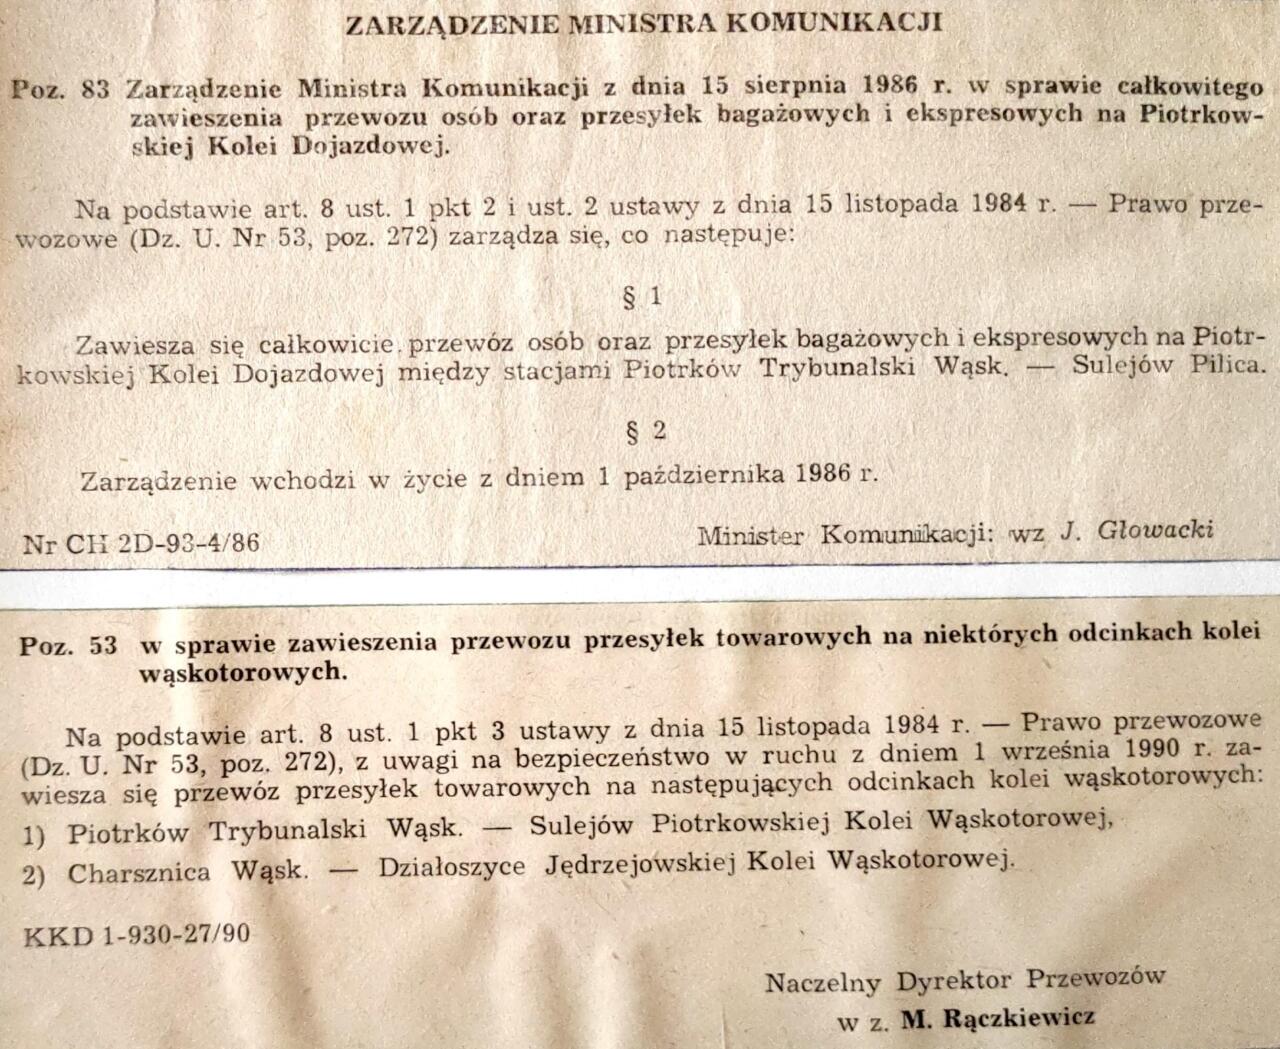 ZARZĄDZENIE MINISTRA KOMUNIKACJI
Poz. 83 Zarządzenie Ministra Komunikacji z dnia 15 sierpnia 1986 r. w sprawie całkowitego
zawieszenia przewozu osób oraz przesyłek bagażowych i ekspresowych na Piotrkow-
skiej Kolei Dojazdowej.
Na podstawie art. 8 ust. 1 pkt 2 i ust. 2 ustawy z dnia 15 listopada 1984 r. — Prawo prze-
wozowe (Dz. U. Nr 53, poz. 272) zarządza się, co następuje:
§ 1
Zawiesza się całkowicie przewóz osób oraz przesyłek bagażowych i ekspresowych na Piotr-
kowskiej Kolei Dojazdowej między stacjami Piotrków Trybunalski Wąsk. — Sulejów Pilica.
§ 2
Zarządzenie wchodzi w życie z dniem 1 października 1986 r.
Nr CH 2D-93-4/86
Minister Komunikacji: wz J. Głowacki
Poz. 53 w sprawie zawieszenia przewozu przesyłek towarowych na niektórych odcinkach kolei
wąskotorowych.
Na podstawie art. 8 ust. 1 pkt 3 ustawy z dnia 15 listopada 1984 r. — Prawo przewozowe
(Dz. U. Nr 53, poz. 272), z uwagi na bezpieczeństwo w ruchu z dniem 1 września 1990 r. za-
wiesza się przewóz przesyłek towarowych na następujących odcinkach kolei wąskotorowych:
1) Piotrków Trybunalski Wąsk. — Sulejów Piotrkowskiej Kolei Wąskotorowej,
2) Charsznica Wąsk. — Działoszyce Jędrzejowskiej Kolei Wąskotorowej.
KKD 1-930-27/90
Naczelny Dyrektor Przewozów
w z. M. Rączkiewicz